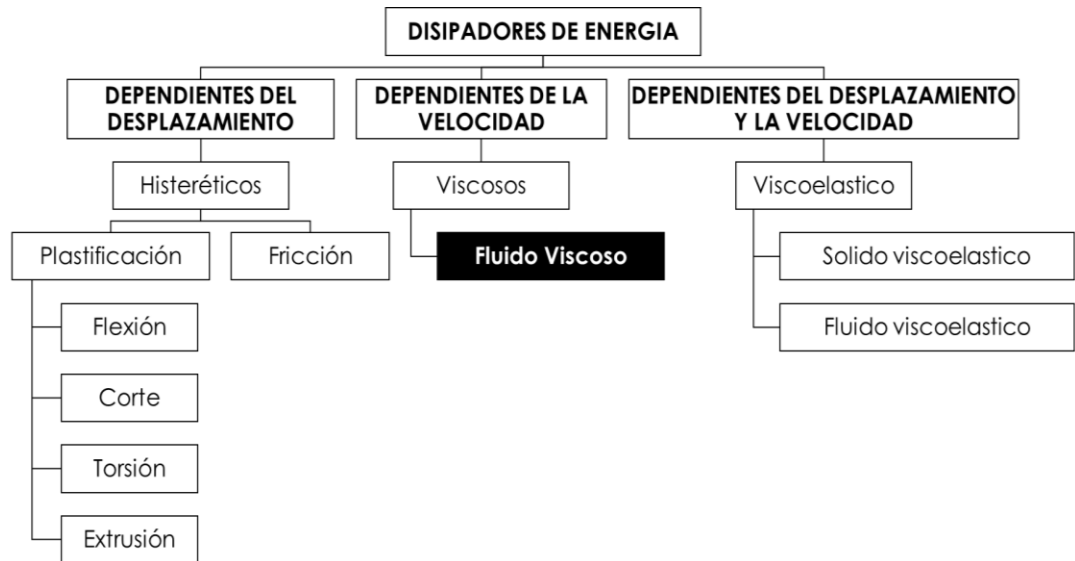 DISIPADORES DE ENERGIA
DEPENDIENTES DEL
DESPLAZAMIENTO
DEPENDIENTES DE LA
VELOCIDAD
DEPENDIENTES DEL DESPLAZAMIENTO
Y LA VELOCIDAD
Histeréticos
Viscosos
Viscoelastico
Plastificación
Fricción
Fluido Viscoso
Solido viscoelastico
Flexión
Fluido viscoelastico
Corte
Torsión
Extrusión